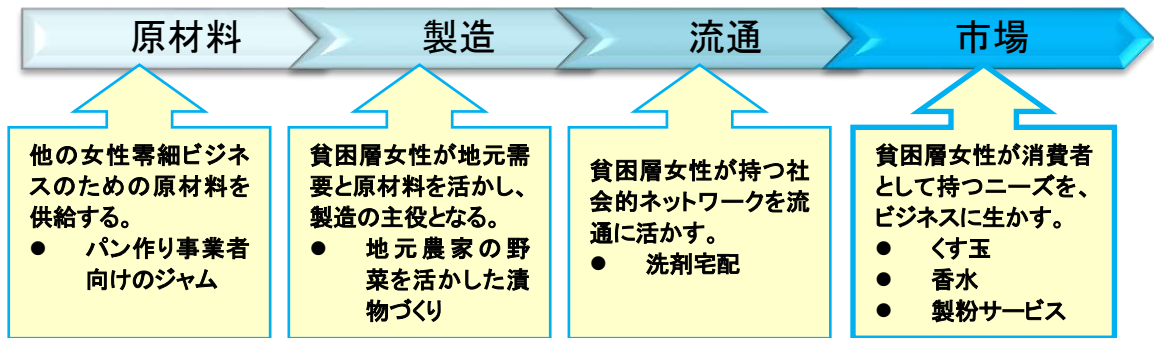 原材料
製造
流通
市場
他の女性零細ビジネ
スのための原材料を
供給する。
● パン作り事業者
向けのジャム
貧困層女性が地元需
要と原材料を活かし、
製造の主役となる。
● 地元農家の野
菜を活かした漬
物づくり
貧困層女性が持つ社
会的ネットワークを流
通に活かす。
● 洗剤宅配
貧困層女性が消費者
として持つニーズを、
ビジネスに生かす。
● くす玉
● 香水
● 製粉サービス